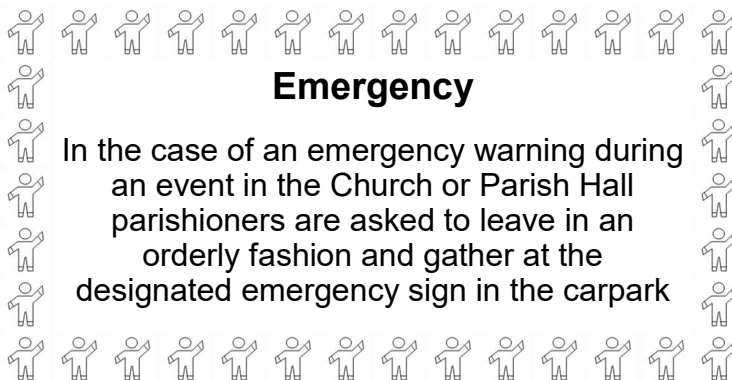 Emergency
In the case of an emergency warning during
an event in the Church or Parish Hall
parishioners are asked to leave in an
orderly fashion and gather at the
designated emergency sign in the carpark